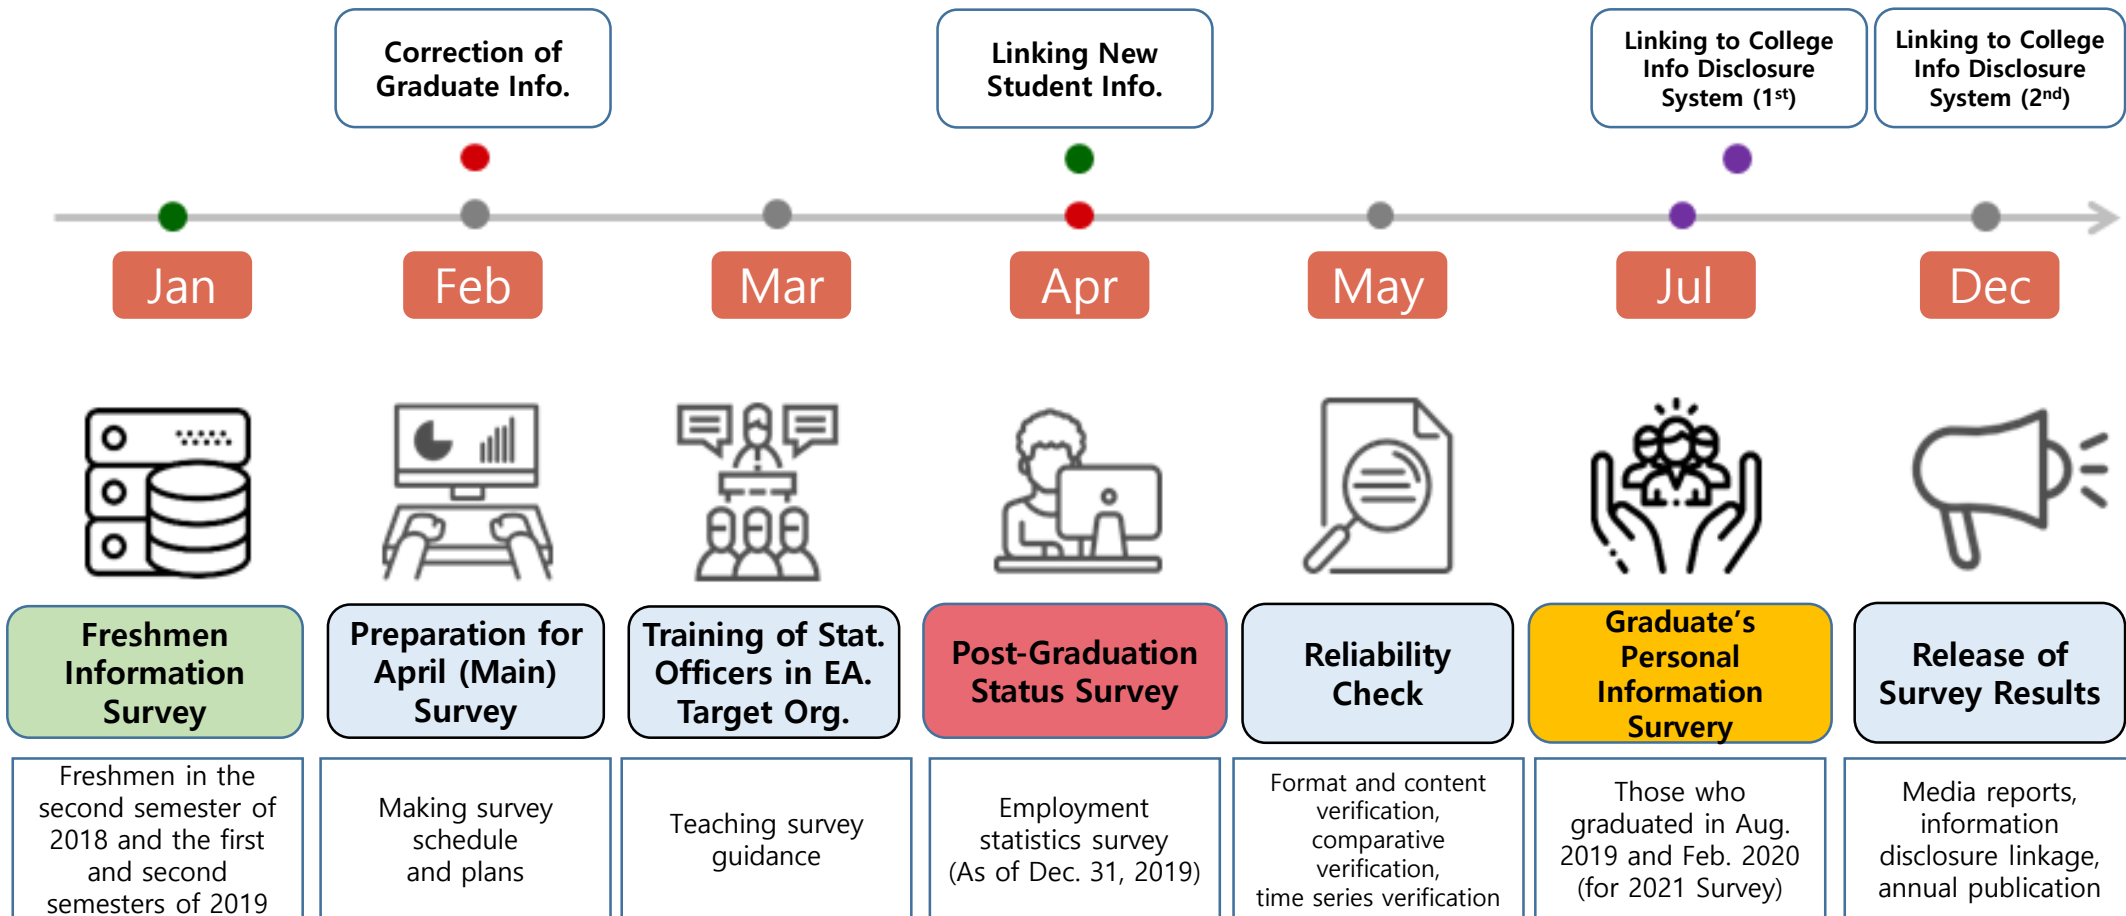 Correction of
Graduate Info.
Linking New
Student Info.
Linking to College
Info Disclosure
System (1st)
Linking to College
Info Disclosure
System (2nd)
Jan
Feb
Mar
Apr
May
Jul
Dec
Freshmen
Information
Survey
Preparation for
April (Main)
Survey
Training of Stat.
Officers in EA.
Target Org.
Post-Graduation
Status Survey
Reliability
Check
Graduate's
Personal
Information
Survery
Release of
Survey Results
Freshmen in the
second semester of
2018 and the first
and second
semesters of 2019
Making survey
schedule
and plans
Teaching survey
guidance
Employment
statistics survey
(As of Dec. 31, 2019)
Format and content
verification,
comparative
verification,
time series verification
Those who
graduated in Aug.
2019 and Feb. 2020
(for 2021 Survey)
Media reports,
information
disclosure linkage,
annual publication